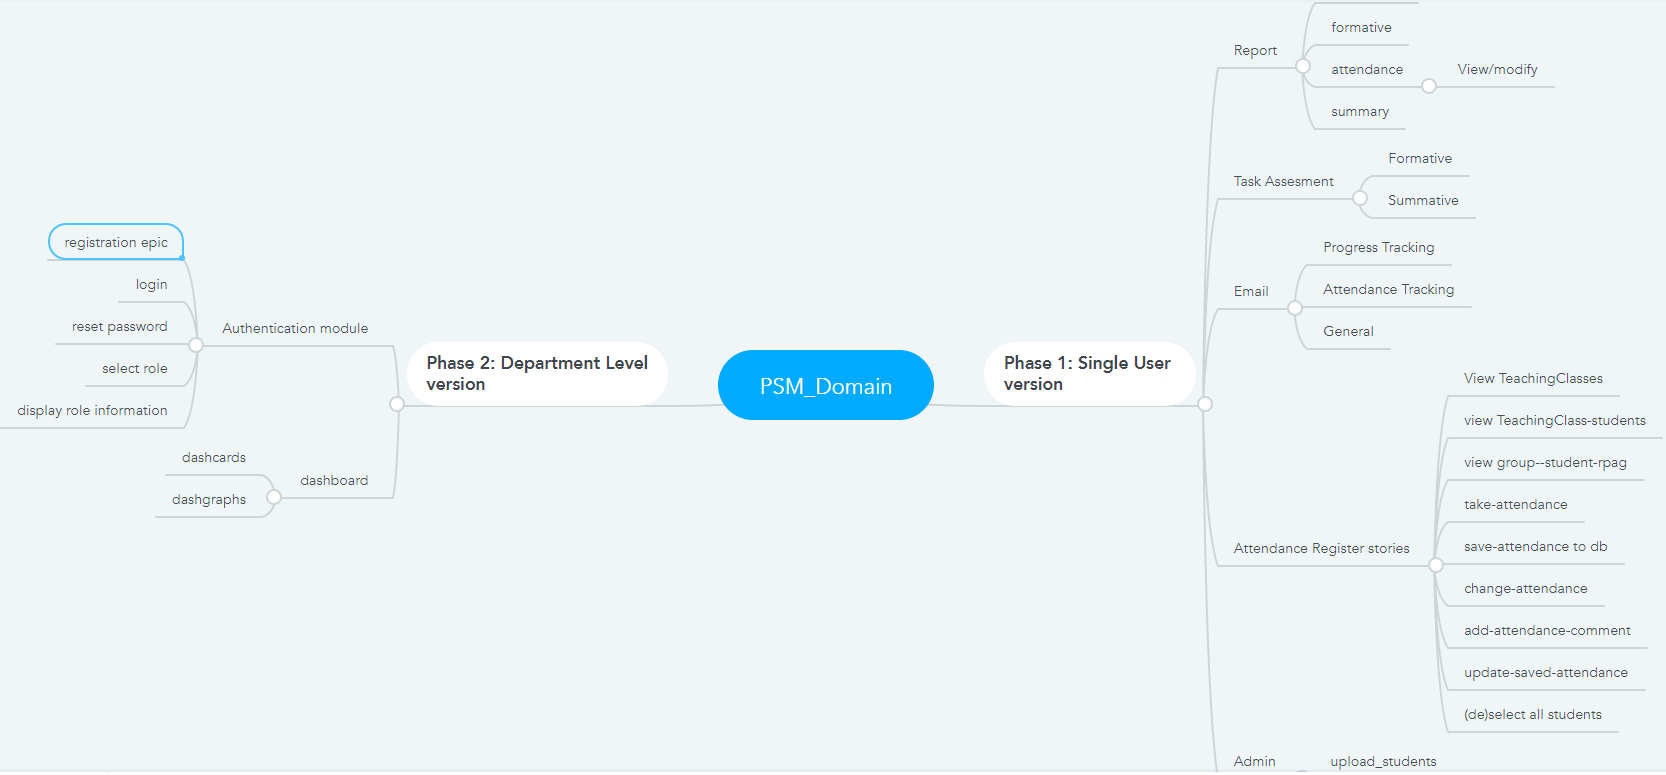 PSM_Domain
Phase 1: Single User
version
Report
formative
attendance
View/modify
summary
Task Assesment
Formative
Summative
Email
Progress Tracking
Attendance Tracking
General
Attendance Register stories
View TeachingClasses
view TeachingClass-students
view group--student-rpag
take-attendance
save-attendance to db
change-attendance
add-attendance-comment
update-saved-attendance
(de)select all students
Admin
upload_students
Phase 2: Department Level
version
Authentication module
registration epic
login
reset password
select role
display role information
dashboard
dashcards
dashgraphs